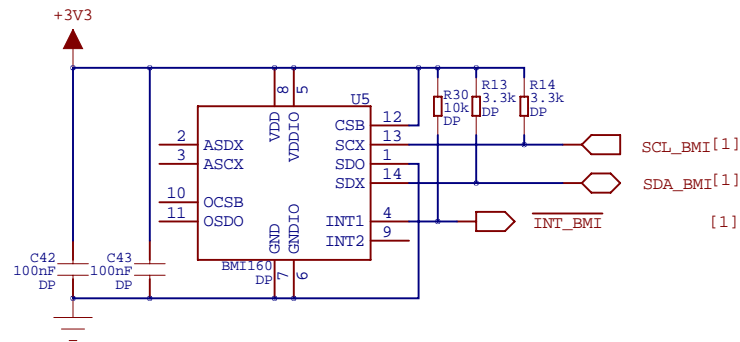 +3V3
U5
8
5
VDD
VDDIO
R30
10k
DP
R13
3.3k
DP
R14
3.3k
DP
CSB
12
SCX
13
SCL_BMI[1]
2
ASDX
3
ASCX
SDO
1
SDX
14
SDA_BMI[1]
10
OCSB
11
OSDO
INT1
4
INT_BMI
[1]
INT2
9
GND
GNDIO
7
6
BMI160
DP
C42
100nF
DP
C43
100nF
DP